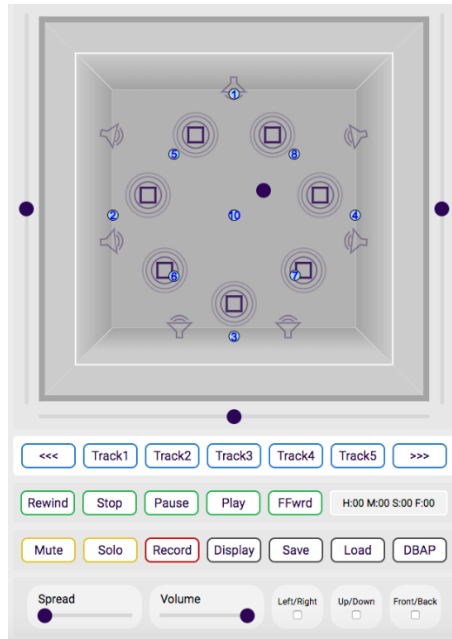 1
5
8
2
10
4
6
7
3
<<< Track1 Track2 Track3 Track4 Track5 >>>
Rewind Stop Pause Play FFwrd H:00 M:00 S:00 F:00
Mute Solo Record Display Save Load DBAP
Spread Volume Left/Right Up/Down Front/Back